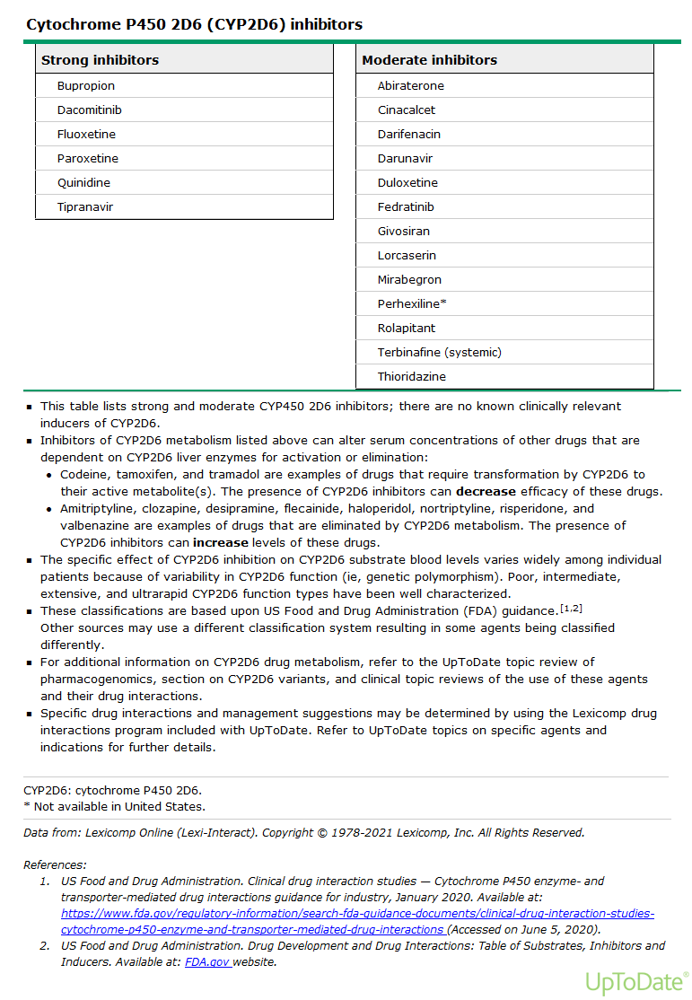 Cytochrome P450 2D6 (CYP2D6) inhibitors
Strong inhibitors
Bupropion
Dacomitinib
Fluoxetine
Paroxetine
Quinidine
Tipranavir
Moderate inhibitors
Abiraterone
Cinacalcet
Darifenacin
Darunavir
Duloxetine
Fedratinib
Givosiran
Lorcaserin
Mirabegron
Perhexiline*
Rolapitant
Terbinafine (systemic)
Thioridazine
▪ This table lists strong and moderate CYP450 2D6 inhibitors; there are no known clinically relevant
inducers of CYP2D6.
▪ Inhibitors of CYP2D6 metabolism listed above can alter serum concentrations of other drugs that are
dependent on CYP2D6 liver enzymes for activation or elimination:
• Codeine, tamoxifen, and tramadol are examples of drugs that require transformation by CYP2D6 to
their active metabolite(s). The presence of CYP2D6 inhibitors can decrease efficacy of these drugs.
• Amitriptyline, clozapine, desipramine, flecainide, haloperidol, nortriptyline, risperidone, and
valbenazine are examples of drugs that are eliminated by CYP2D6 metabolism. The presence of
CYP2D6 inhibitors can increase levels of these drugs.
▪ The specific effect of CYP2D6 inhibition on CYP2D6 substrate blood levels varies widely among individual
patients because of variability in CYP2D6 function (ie, genetic polymorphism). Poor, intermediate,
extensive, and ultrarapid CYP2D6 function types have been well characterized.
▪ These classifications are based upon US Food and Drug Administration (FDA) guidance.[1,2]
Other sources may use a different classification system resulting in some agents being classified
differently.
▪ For additional information on CYP2D6 drug metabolism, refer to the UpToDate topic review of
pharmacogenomics, section on CYP2D6 variants, and clinical topic reviews of the use of these agents
and their drug interactions.
▪ Specific drug interactions and management suggestions may be determined by using the Lexicomp drug
interactions program included with UpToDate. Refer to UpToDate topics on specific agents and
indications for further details.
CYP2D6: cytochrome P450 2D6.
* Not available in United States.
Data from: Lexicomp Online (Lexi-Interact). Copyright © 1978-2021 Lexicomp, Inc. All Rights Reserved.
References:
1. US Food and Drug Administration. Clinical drug interaction studies — Cytochrome P450 enzyme- and
transporter-mediated drug interactions guidance for industry, January 2020. Available at:
https://www.fda.gov/regulatory-information/search-fda-guidance-documents/clinical-drug-interaction-studies-
cytochrome-p450-enzyme-and-transporter-mediated-drug-interactions (Accessed on June 5, 2020).
2. US Food and Drug Administration. Drug Development and Drug Interactions: Table of Substrates, Inhibitors and
Inducers. Available at: FDA.gov website.
UpToDate®